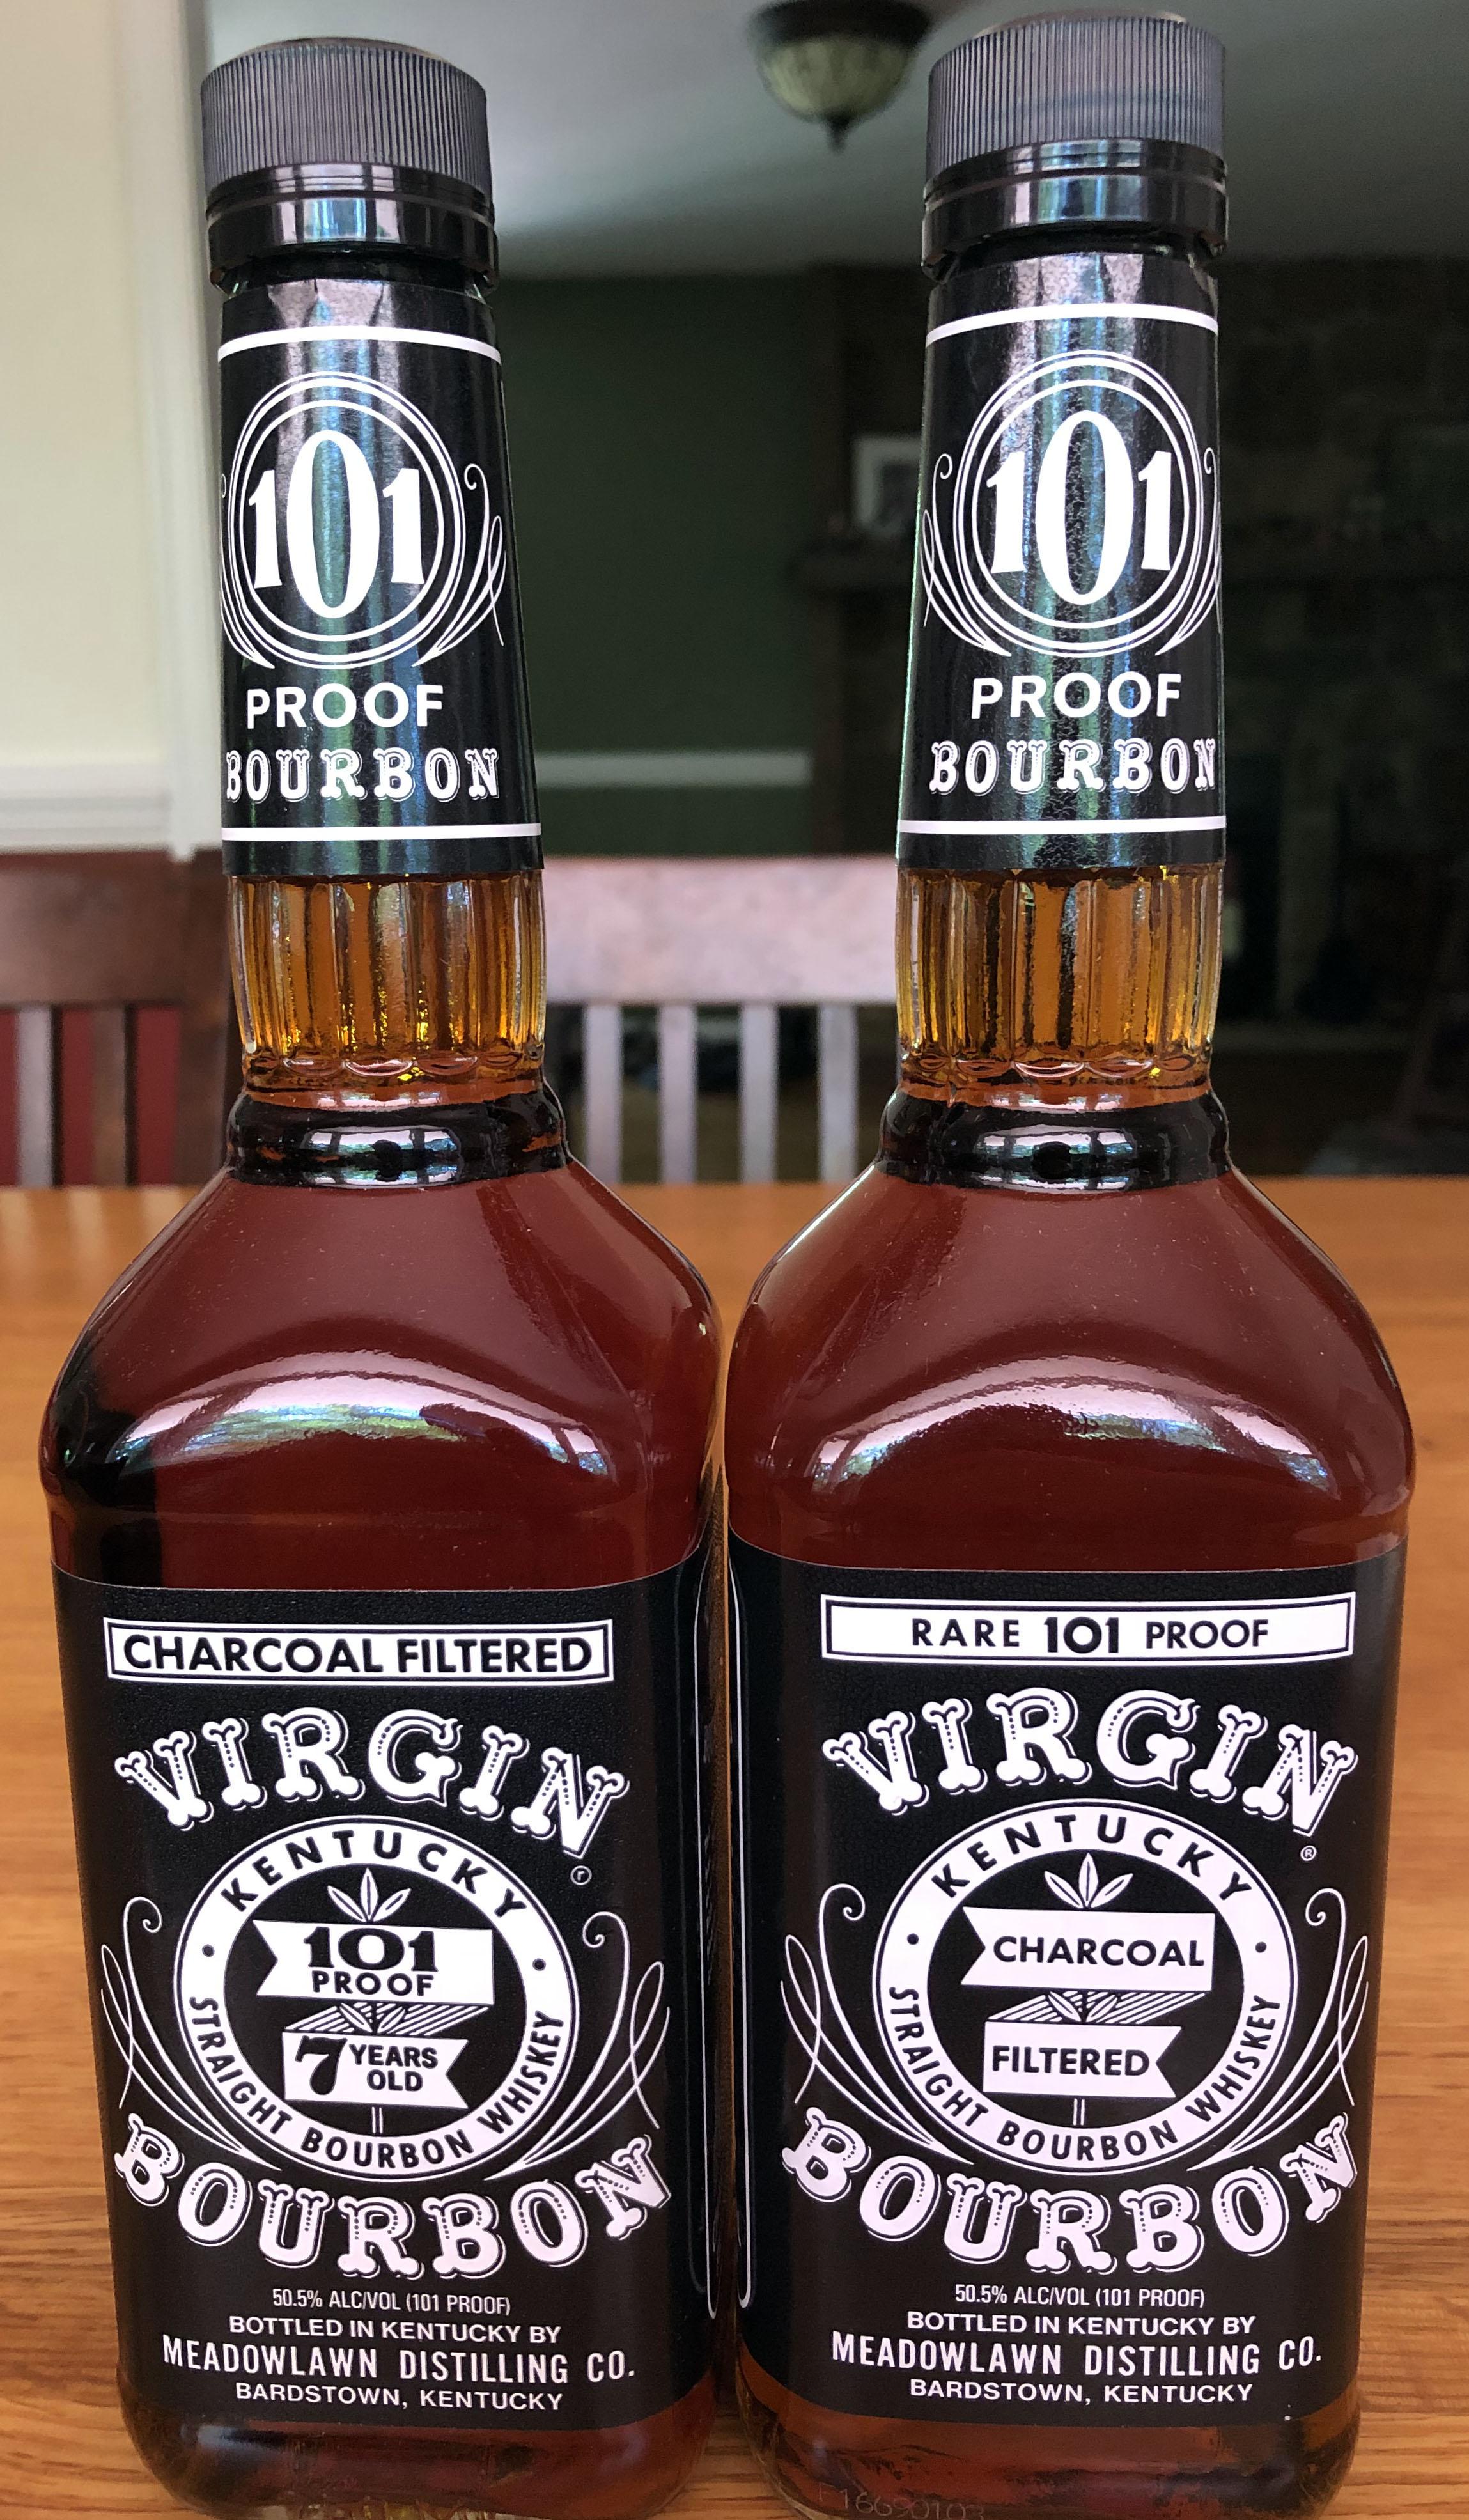 101
PROOF
BOURBON
CHARCOAL FILTERED
VIRGIN
®
KENTUCKY
101
PROOF
7 YEARS
OLD
STRAIGHT BOURBON WHISKEY
BOURBON
50.5% ALC/VOL (101 PROOF)
BOTTLED IN KENTUCKY BY
MEADOWLAWN DISTILLING CO.
BARDSTOWN, KENTUCKY
101
PROOF
BOURBON
RARE 101 PROOF
VIRGIN
®
KENTUCKY
CHARCOAL
FILTERED
STRAIGHT BOURBON WHISKEY
BOURBON
50.5% ALC/VOL (101 PROOF)
BOTTLED IN KENTUCKY BY
MEADOWLAWN DISTILLING CO.
BARDSTOWN, KENTUCKY